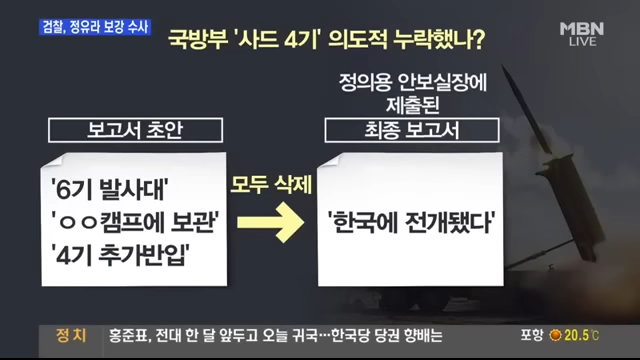 검찰, 정유라 보강 수사
MBN
LIVE
국방부 '사드 4기' 의도적 누락했나?
정의용 안보실장에
제출된
보고서 초안
최종 보고서
'6기 발사대'
'ㅇㅇ캠프에 보관'
'4기 추가반입'
모두 삭제
'한국에 전개됐다'
정치
홍준표, 전대 한 달 앞두고 오늘 귀국…한국당 당권 향배는
포항
20.5℃